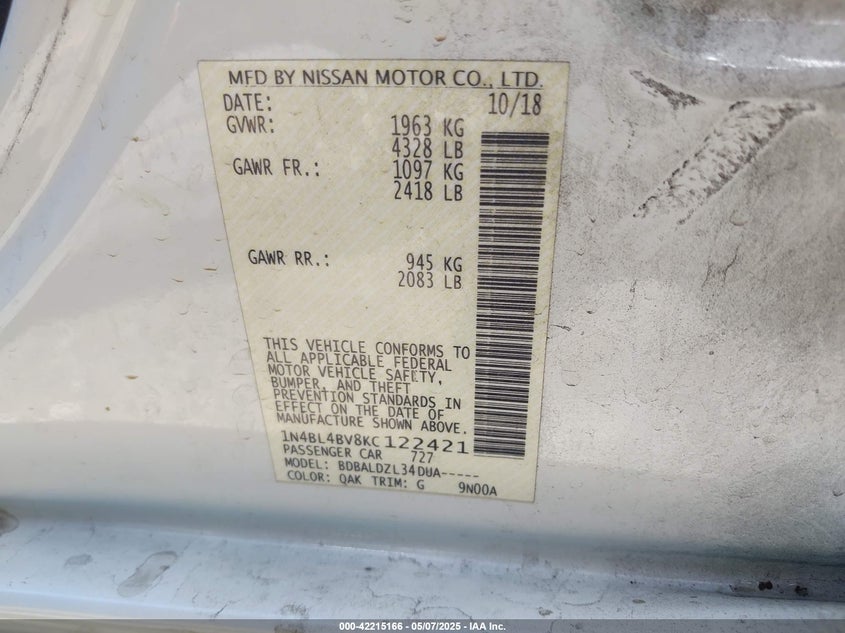 MFD BY NISSAN MOTOR CO., LTD.
DATE: 10/18
GVWR: 1963 KG
4328 LB
GAWR FR.: 1097 KG
2418 LB
GAWR RR.: 945 KG
2083 LB
THIS VEHICLE CONFORMS TO
ALL APPLICABLE FEDERAL
MOTOR VEHICLE SAFETY,
BUMPER, AND THEFT
PREVENTION STANDARDS IN
EFFECT ON THE DATE OF
MANUFACTURE SHOWN ABOVE.
1N4BL4BV8KC122421
PASSENGER CAR 727
MODEL: BDBALDZL34DUA-----
COLOR: QAK TRIM: G 9N00A
000-42215166 - 05/07/2025 - IAA Inc.